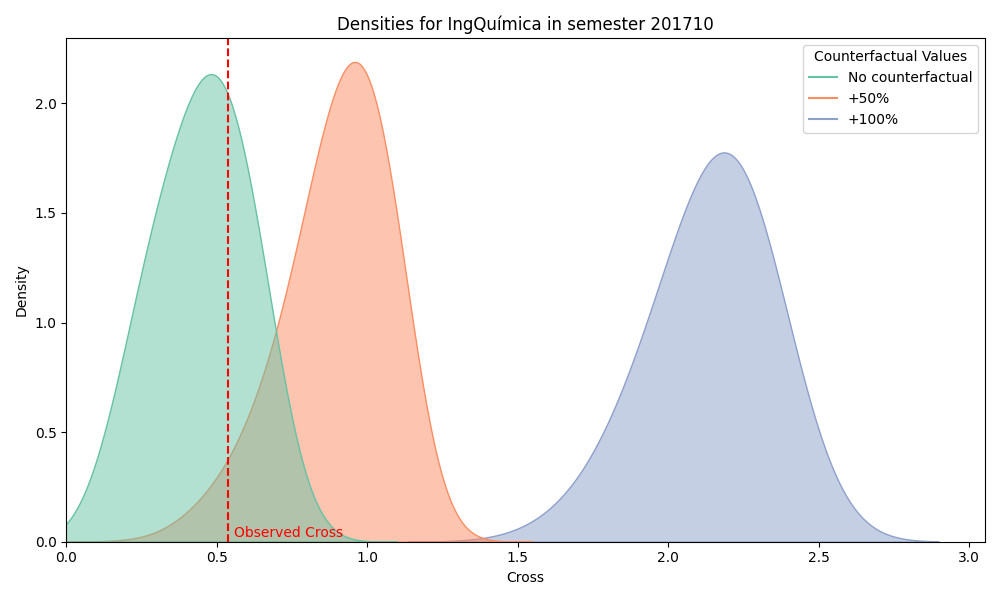 Densities for IngQuímica in semester 201710
Counterfactual Values
No counterfactual
+50%
+100%
Density
2.0
1.5
1.0
0.5
0.0
Observed Cross
0.0 0.5 1.0 1.5 2.0 2.5 3.0
Cross